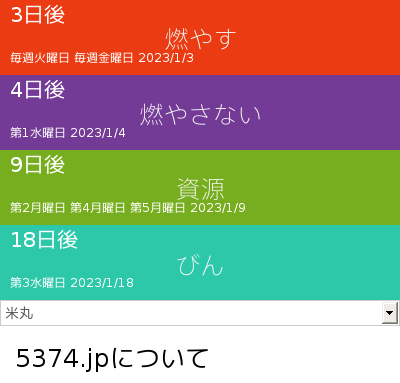 3日後
燃やす
毎週火曜日 毎週金曜日 2023/1/3
4日後
燃やさない
第1水曜日 2023/1/4
9日後
資源
第2月曜日 第4月曜日 第5月曜日 2023/1/9
18日後
びん
第3水曜日 2023/1/18
米丸
5374.jpについて